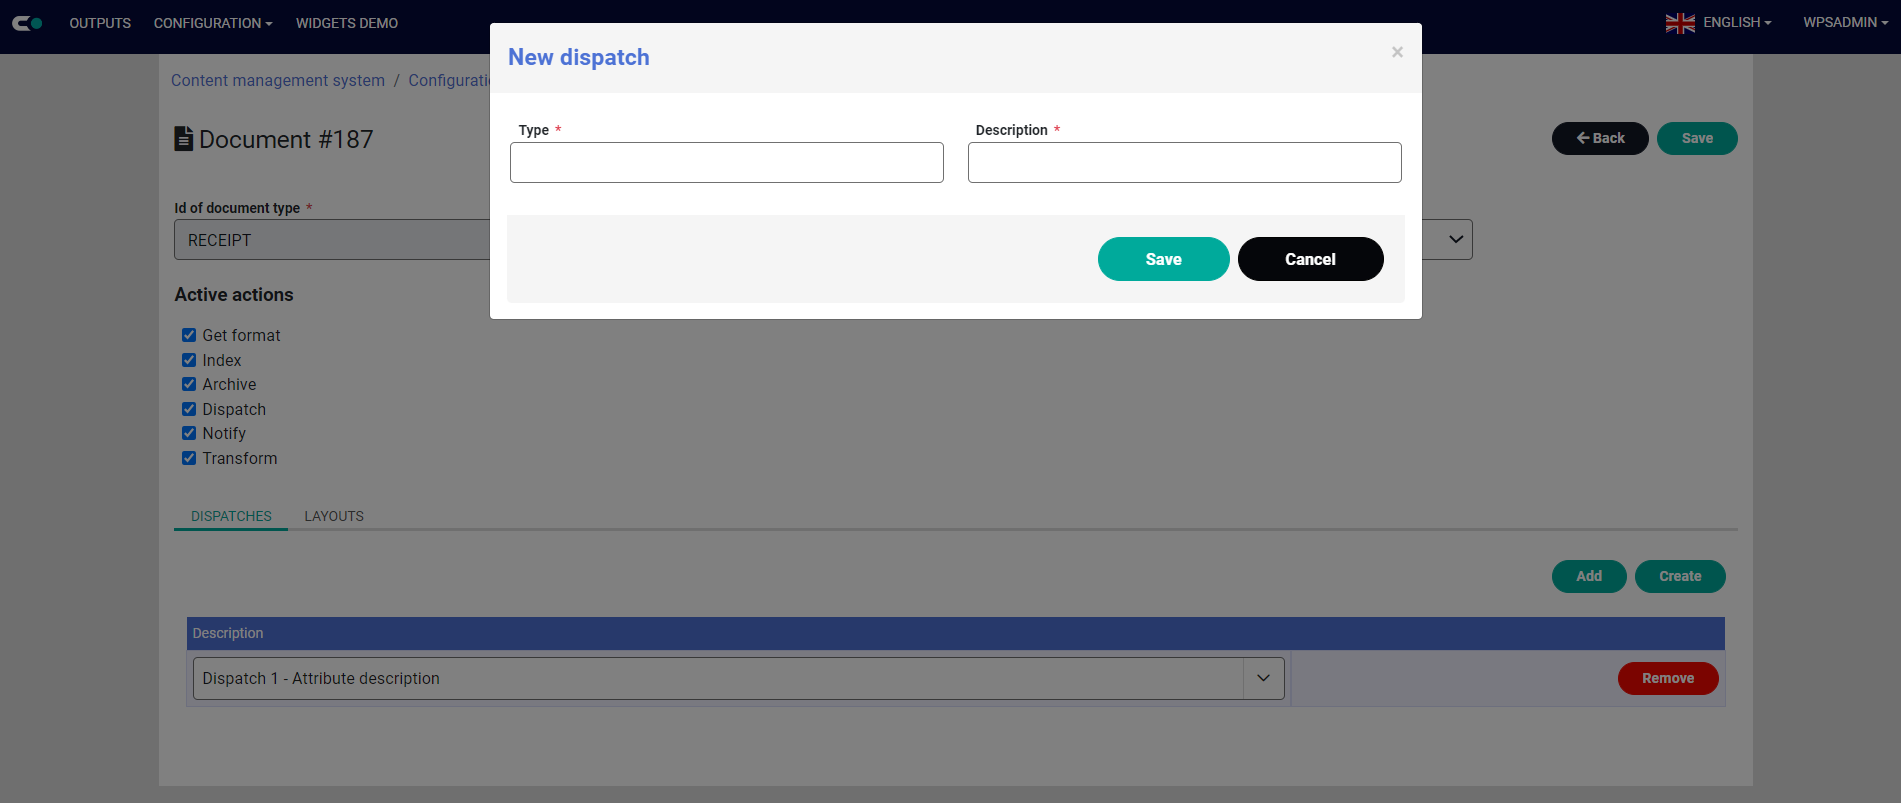 OUTPUTS CONFIGURATION WIDGETS DEMO ENGLISH WPSADMIN
New dispatch ×
Content management system / Configurati
Type * Description *
Document #187
Back Save
Id of document type *
RECEIPT
Save Cancel
Active actions
Get format
Index
Archive
Dispatch
Notify
Transform
DISPATCHES LAYOUTS
Add Create
Description
Dispatch 1 - Attribute description
Remove